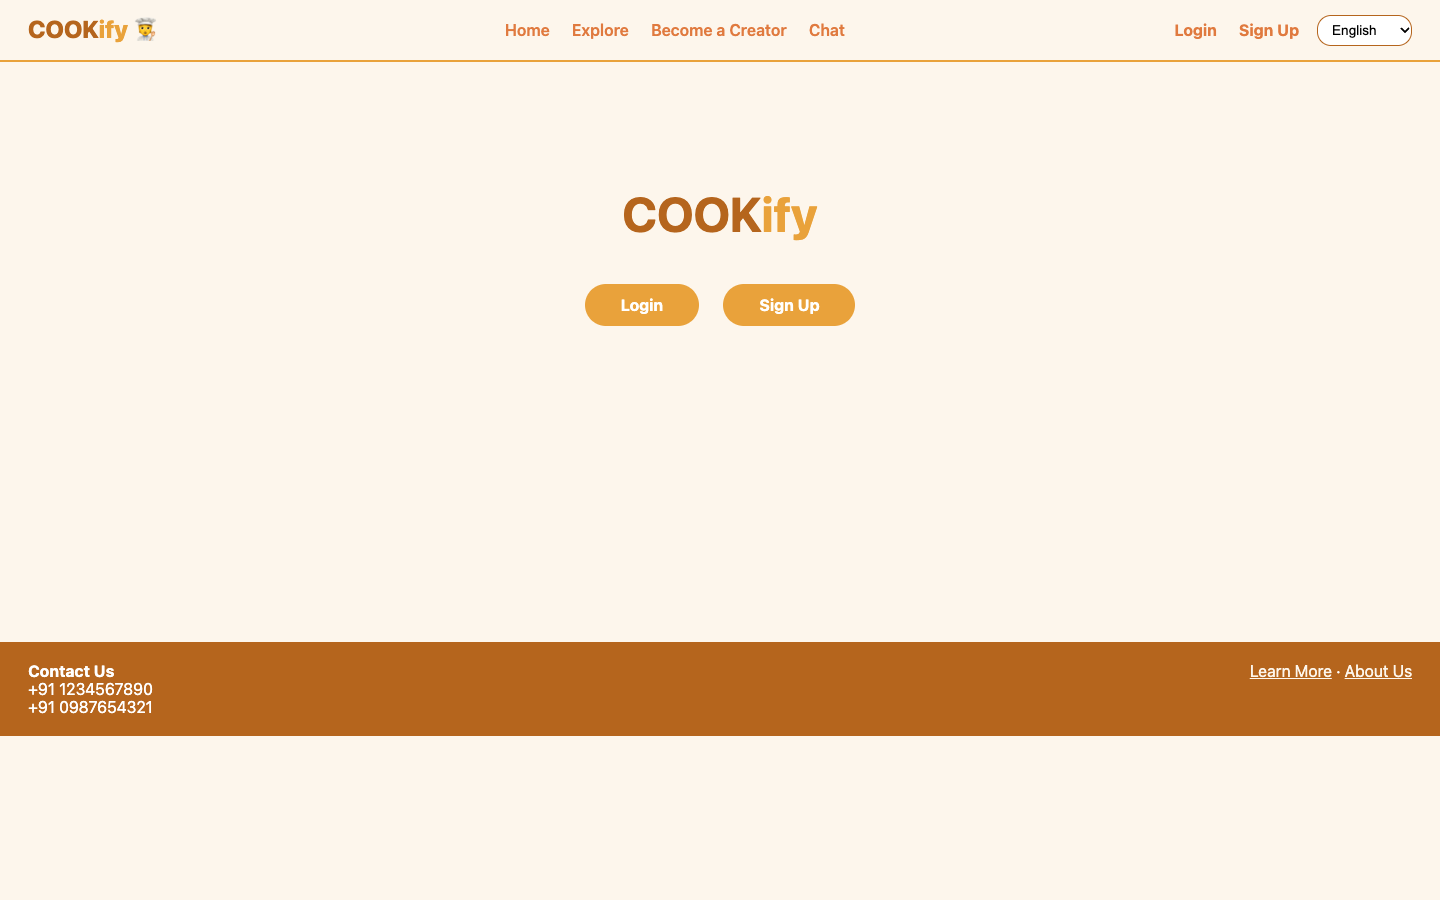 COOKify 👨‍🍳
Home Explore Become a Creator Chat
Login Sign Up English
COOKify
Login Sign Up
Contact Us
+91 1234567890
+91 0987654321
Learn More · About Us